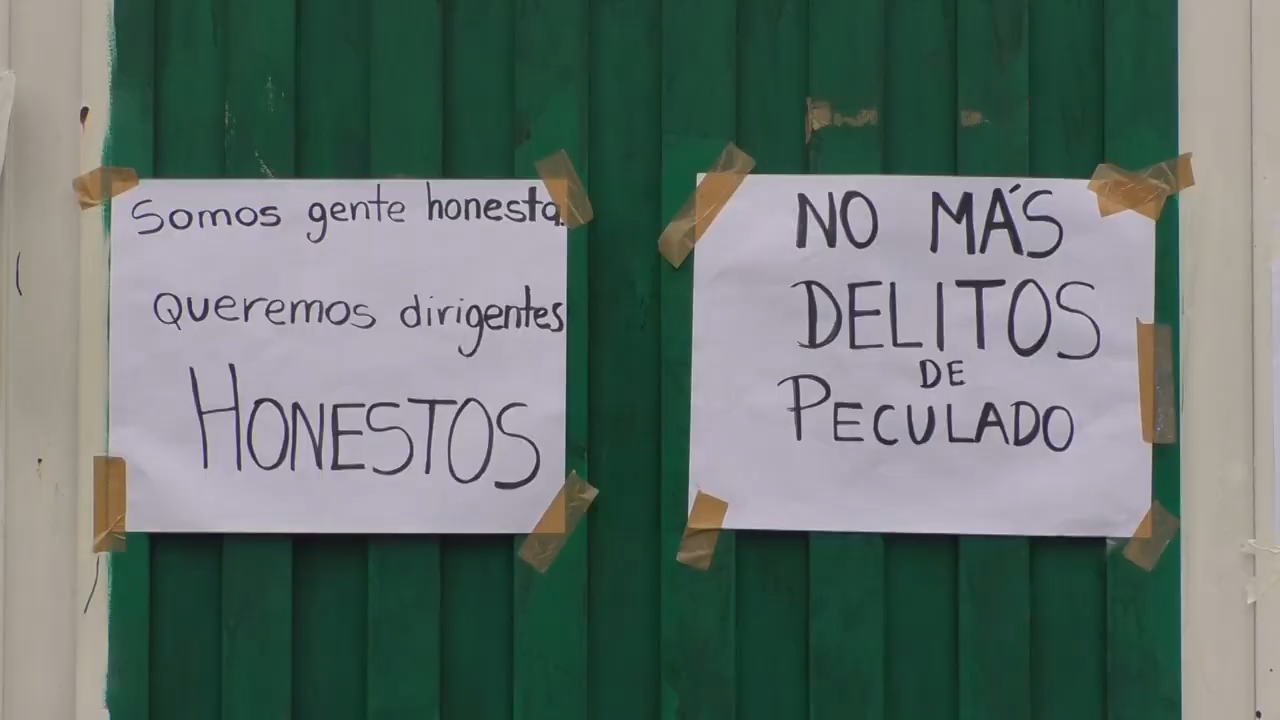 Somos gente honesta.
Queremos dirigentes
HONESTOS
NO MÁS
DELITOS
DE
PECULADO